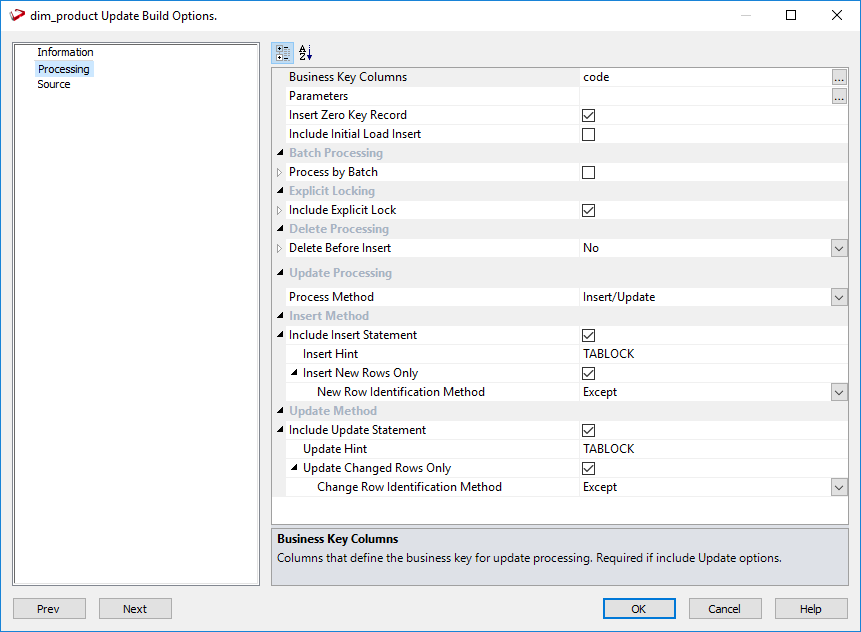 dim_product Update Build Options.
Information
Processing
Source
Business Key Columns code ...
Parameters ...
Insert Zero Key Record
Include Initial Load Insert
Batch Processing
Process by Batch
Explicit Locking
Include Explicit Lock
Delete Processing
Delete Before Insert No
Update Processing
Process Method Insert/Update
Insert Method
Include Insert Statement
Insert Hint TABLOCK
Insert New Rows Only
New Row Identification Method Except
Update Method
Include Update Statement
Update Hint TABLOCK
Update Changed Rows Only
Change Row Identification Method Except
Business Key Columns
Columns that define the business key for update processing. Required if include Update options.
Prev Next OK Cancel Help